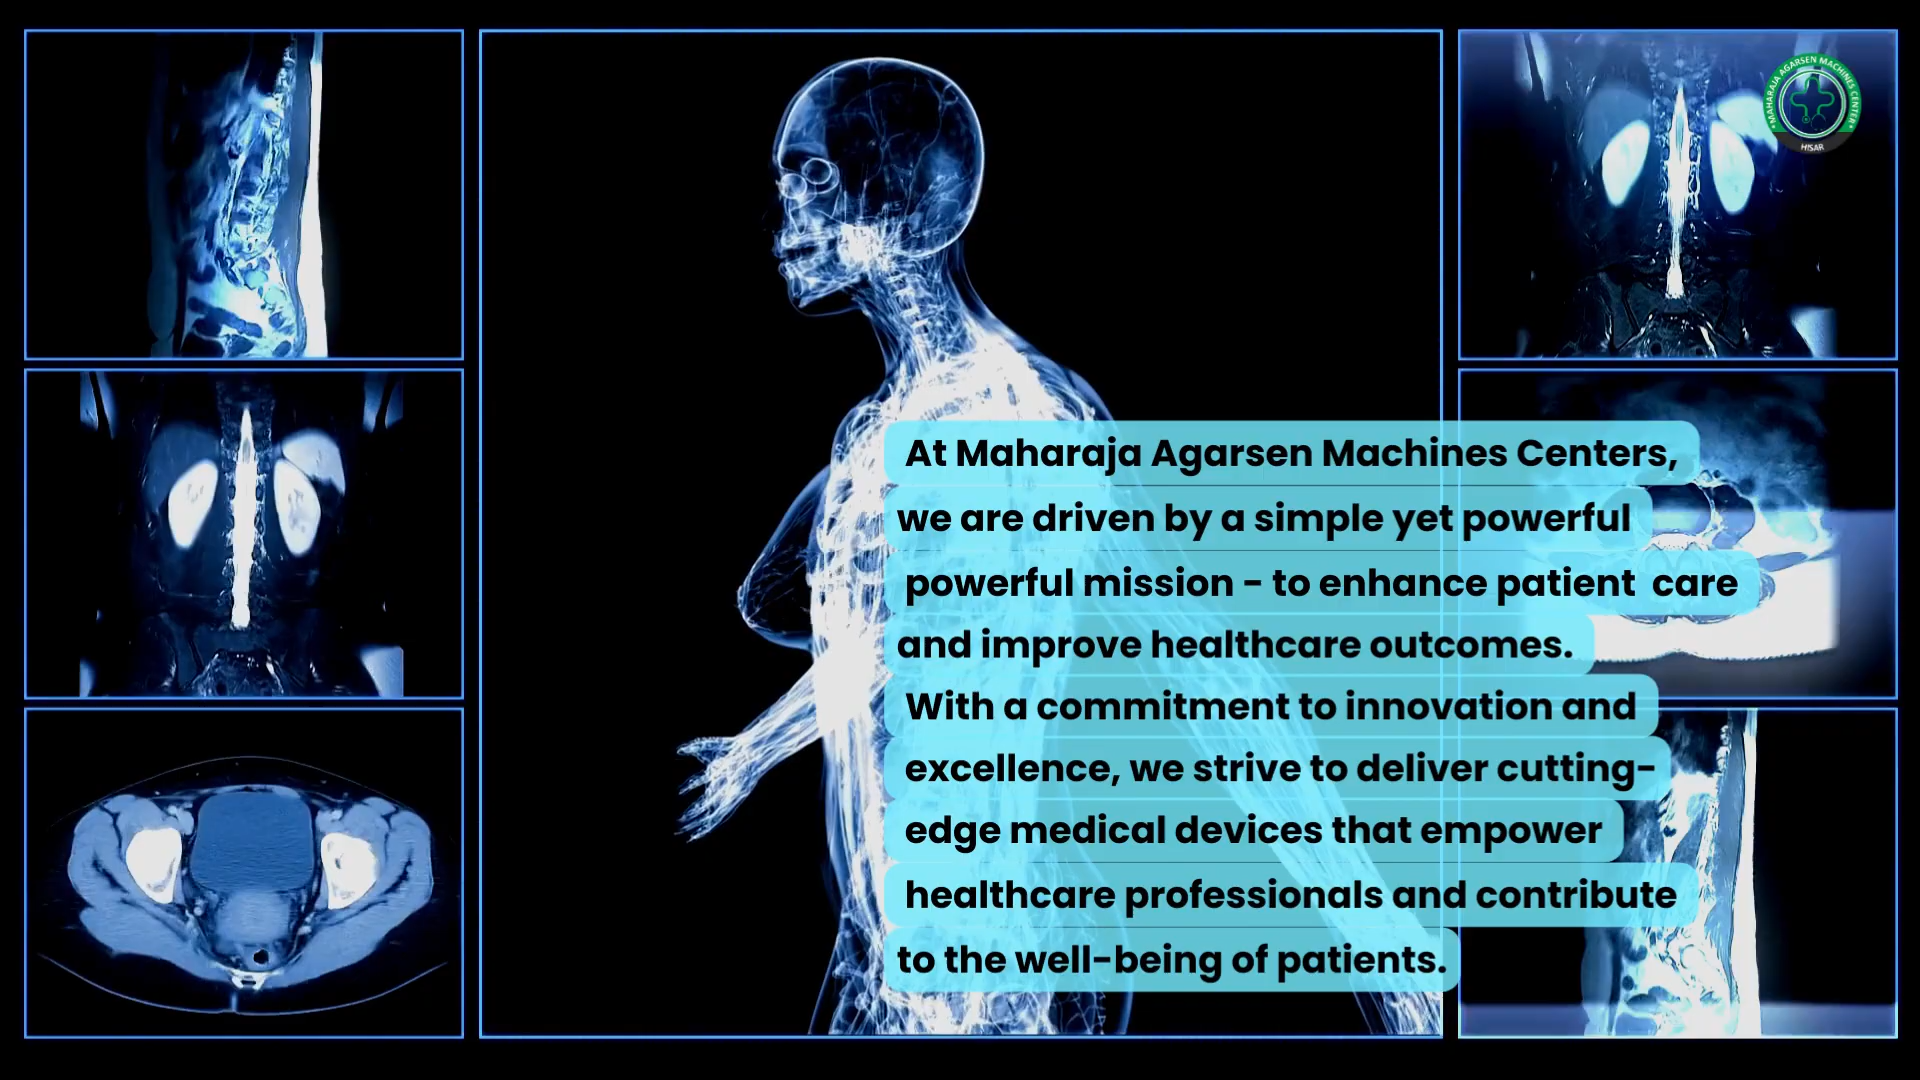 MAHARAJA AGARSEN MACHINES CENTER
HISAR
At Maharaja Agarsen Machines Centers,
we are driven by a simple yet powerful
powerful mission - to enhance patient care
and improve healthcare outcomes.
With a commitment to innovation and
excellence, we strive to deliver cutting-
edge medical devices that empower
healthcare professionals and contribute
to the well-being of patients.